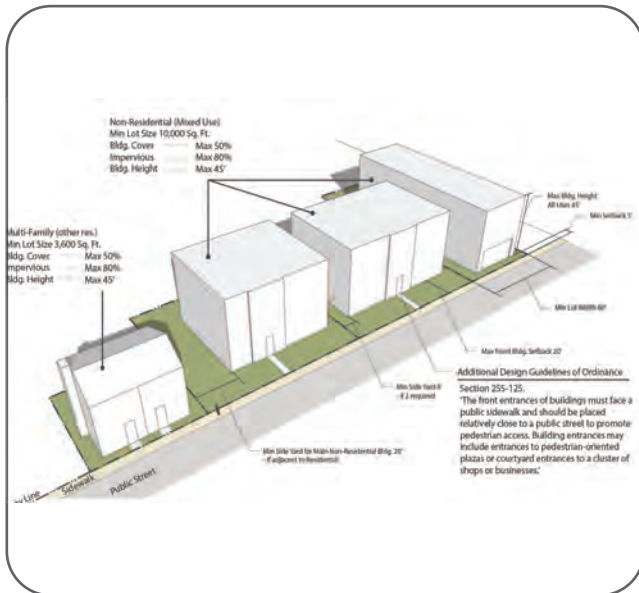 Non-Residential (Mixed Use)
Min Lot Size 10,000 Sq. Ft.
Bldg. Cover Max 50%
Impervious Max 80%
Bldg. Height Max 45'
Multi-Family (other res.)
Min Lot Size 3,600 Sq. Ft.
Bldg. Cover Max 50%
Impervious Max 80%
Bldg. Height Max 45'
Max Bldg. Height
All Uses 45'
Min Setback 5'
Min Lot Width 60'
Max Front Bldg. Setback 20'
Min Side Yard 6'
- if 2 required
Min Side Yard for Main Non-Residential Bldg. 20'
- if adjacent to Residential
Additional Design Guidelines of Ordinance
Section 255-125.
"The front entrances of buildings must face a
public sidewalk and should be placed
relatively close to a public street to promote
pedestrian access. Building entrances may
include entrances to pedestrian-oriented
plazas or courtyard entrances to a cluster of
shops or businesses."
Line
Sidewalk
Public Street